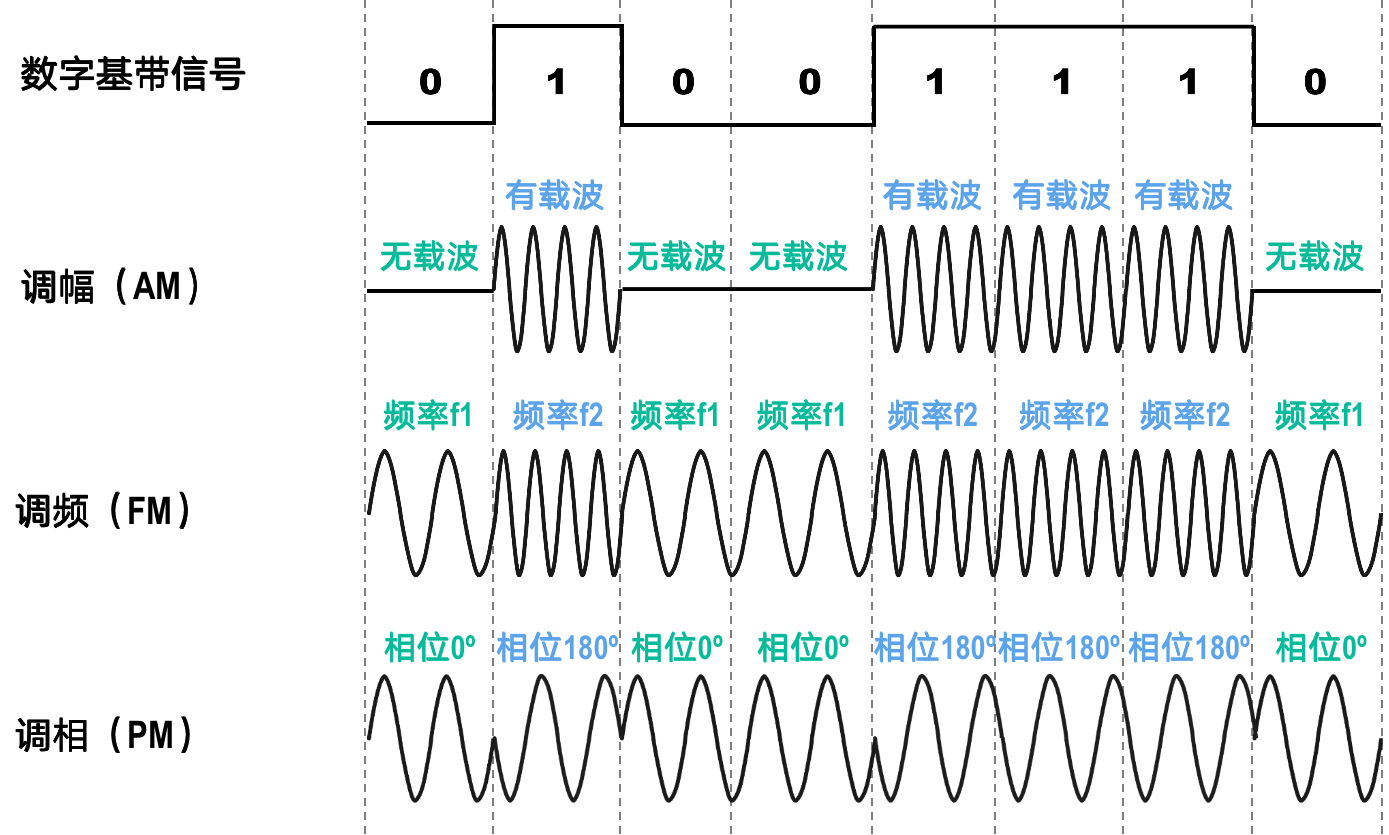 数字基带信号 0 1 0 0 1 1 1 0
有载波 有载波 有载波 有载波
无载波 无载波 无载波 无载波
调幅（AM）
频率f1 频率f2 频率f1 频率f1 频率f2 频率f2 频率f2 频率f1
调频（FM）
相位0º 相位180º 相位0º 相位0º 相位180º 相位180º 相位180º 相位0º
调相（PM）